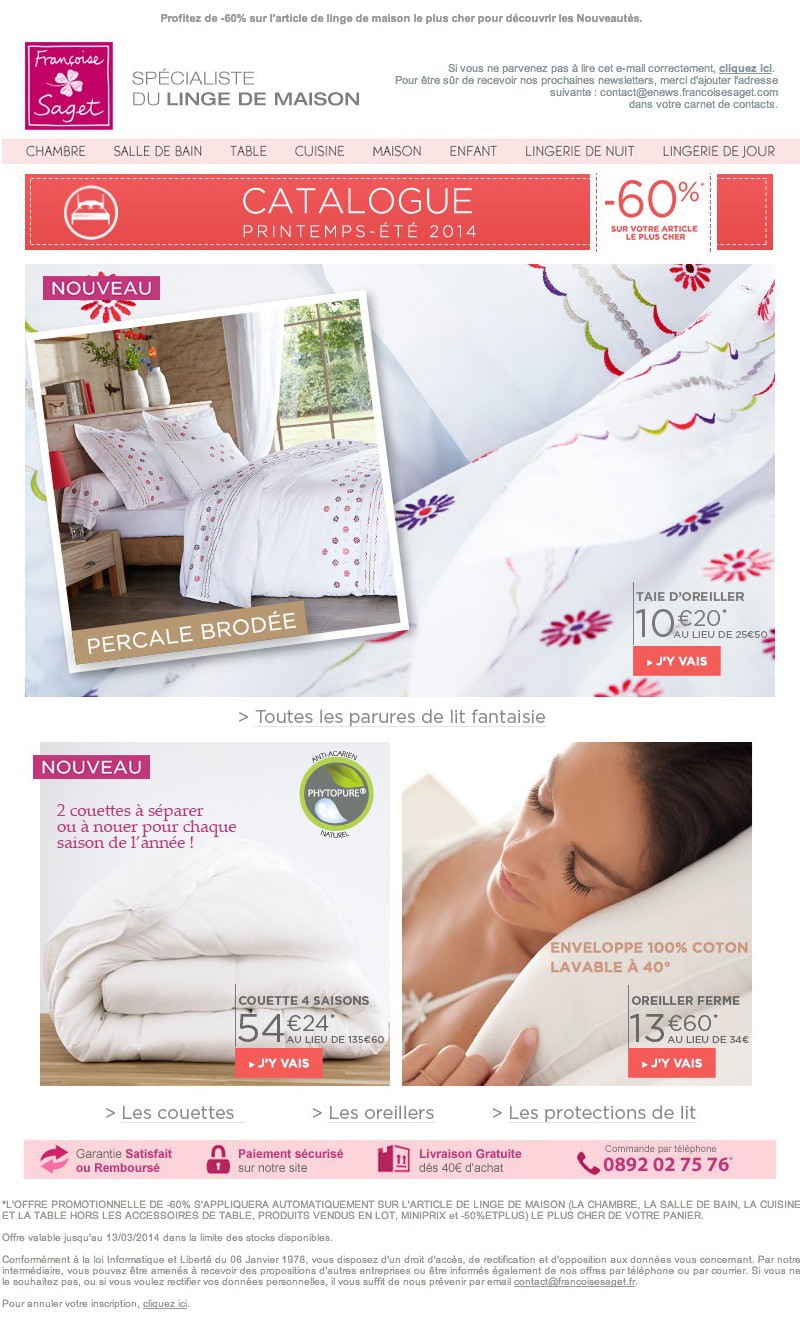 Profitez de -60% sur l'article de linge de maison le plus cher pour découvrir les Nouveautés.
Françoise
Saget
SPÉCIALISTE
DU LINGE DE MAISON
Si vous ne parvenez pas à lire cet e-mail correctement, cliquez ici.
Pour être sûr de recevoir nos prochaines newsletters, merci d'ajouter l'adresse
suivante : contact@enews.francoisesaget.com
dans votre carnet de contacts.
CHAMBRE SALLE DE BAIN TABLE CUISINE MAISON ENFANT LINGERIE DE NUIT LINGERIE DE JOUR
CATALOGUE
PRINTEMPS-ÉTÉ 2014
-60%*
SUR VOTRE ARTICLE
LE PLUS CHER
NOUVEAU
PERCALE BRODÉE
TAIE D'OREILLER
10€20*
AU LIEU DE 25€50
J'Y VAIS
> Toutes les parures de lit fantaisie
NOUVEAU
2 couettes à séparer
ou à nouer pour chaque
saison de l'année !
ANTI-ACARIEN
PHYTOPURE®
NATUREL
COUETTE 4 SAISONS
54€24*
AU LIEU DE 135€60
J'Y VAIS
ENVELOPPE 100% COTON
LAVABLE À 40°
OREILLER FERME
13€60*
AU LIEU DE 34€
J'Y VAIS
> Les couettes > Les oreillers > Les protections de lit
Garantie Satisfait
ou Remboursé
Paiement sécurisé
sur notre site
Livraison Gratuite
dès 40€ d'achat
Commande par téléphone
0892 02 75 76*
*L'OFFRE PROMOTIONNELLE DE -60% S'APPLIQUERA AUTOMATIQUEMENT SUR L'ARTICLE DE LINGE DE MAISON (LA CHAMBRE, LA SALLE DE BAIN, LA CUISINE
ET LA TABLE HORS LES ACCESSOIRES DE TABLE, PRODUITS VENDUS EN LOT, MINIPRIX et -50%ETPLUS) LE PLUS CHER DE VOTRE PANIER.
Offre valable jusqu'au 13/03/2014 dans la limite des stocks disponibles.
Conformément à la loi Informatique et Liberté du 06 Janvier 1978, vous disposez d'un droit d'accès, de rectification et d'opposition aux données vous concernant. Par notre
intermédiaire, vous pouvez être amenés à recevoir des propositions d'autres entreprises ou être informés également de nos offres par téléphone ou par courrier. Si vous ne
le souhaitez pas, ou si vous voulez rectifier vos données personnelles, il vous suffit de nous prévenir par email contact@francoisesaget.fr.
Pour annuler votre inscription, cliquez ici.